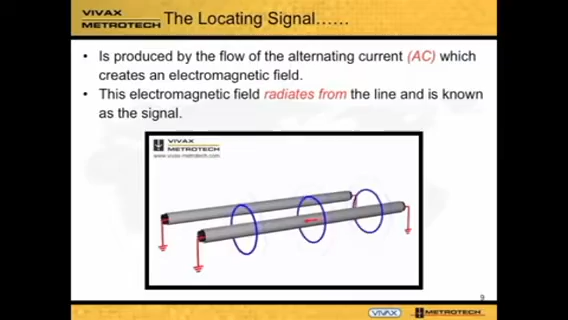 VIVAX
METROTECH
The Locating Signal......
• Is produced by the flow of the alternating current (AC) which
creates an electromagnetic field.
• This electromagnetic field radiates from the line and is known
as the signal.
VIVAX
METROTECH
www.vivax-metrotech.com
9
VIVAX
METROTECH